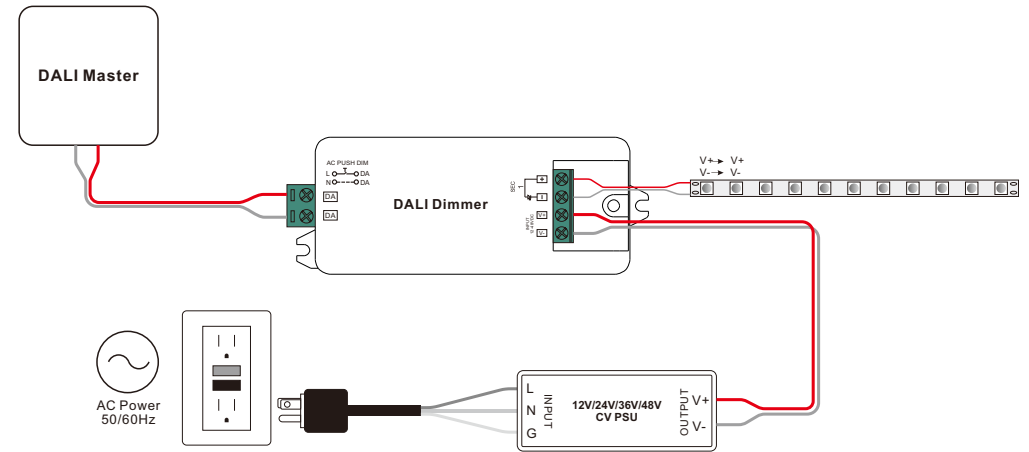 DALI Master
AC PUSH DIM
L DA
N DA
DA
DA
DALI Dimmer
SEC
1
+
V+
V-
V+ V+
V- V-
AC Power
50/60Hz
L
N
G
INPUT
12V/24V/36V/48V
CV PSU
OUTPUT
V+
V-